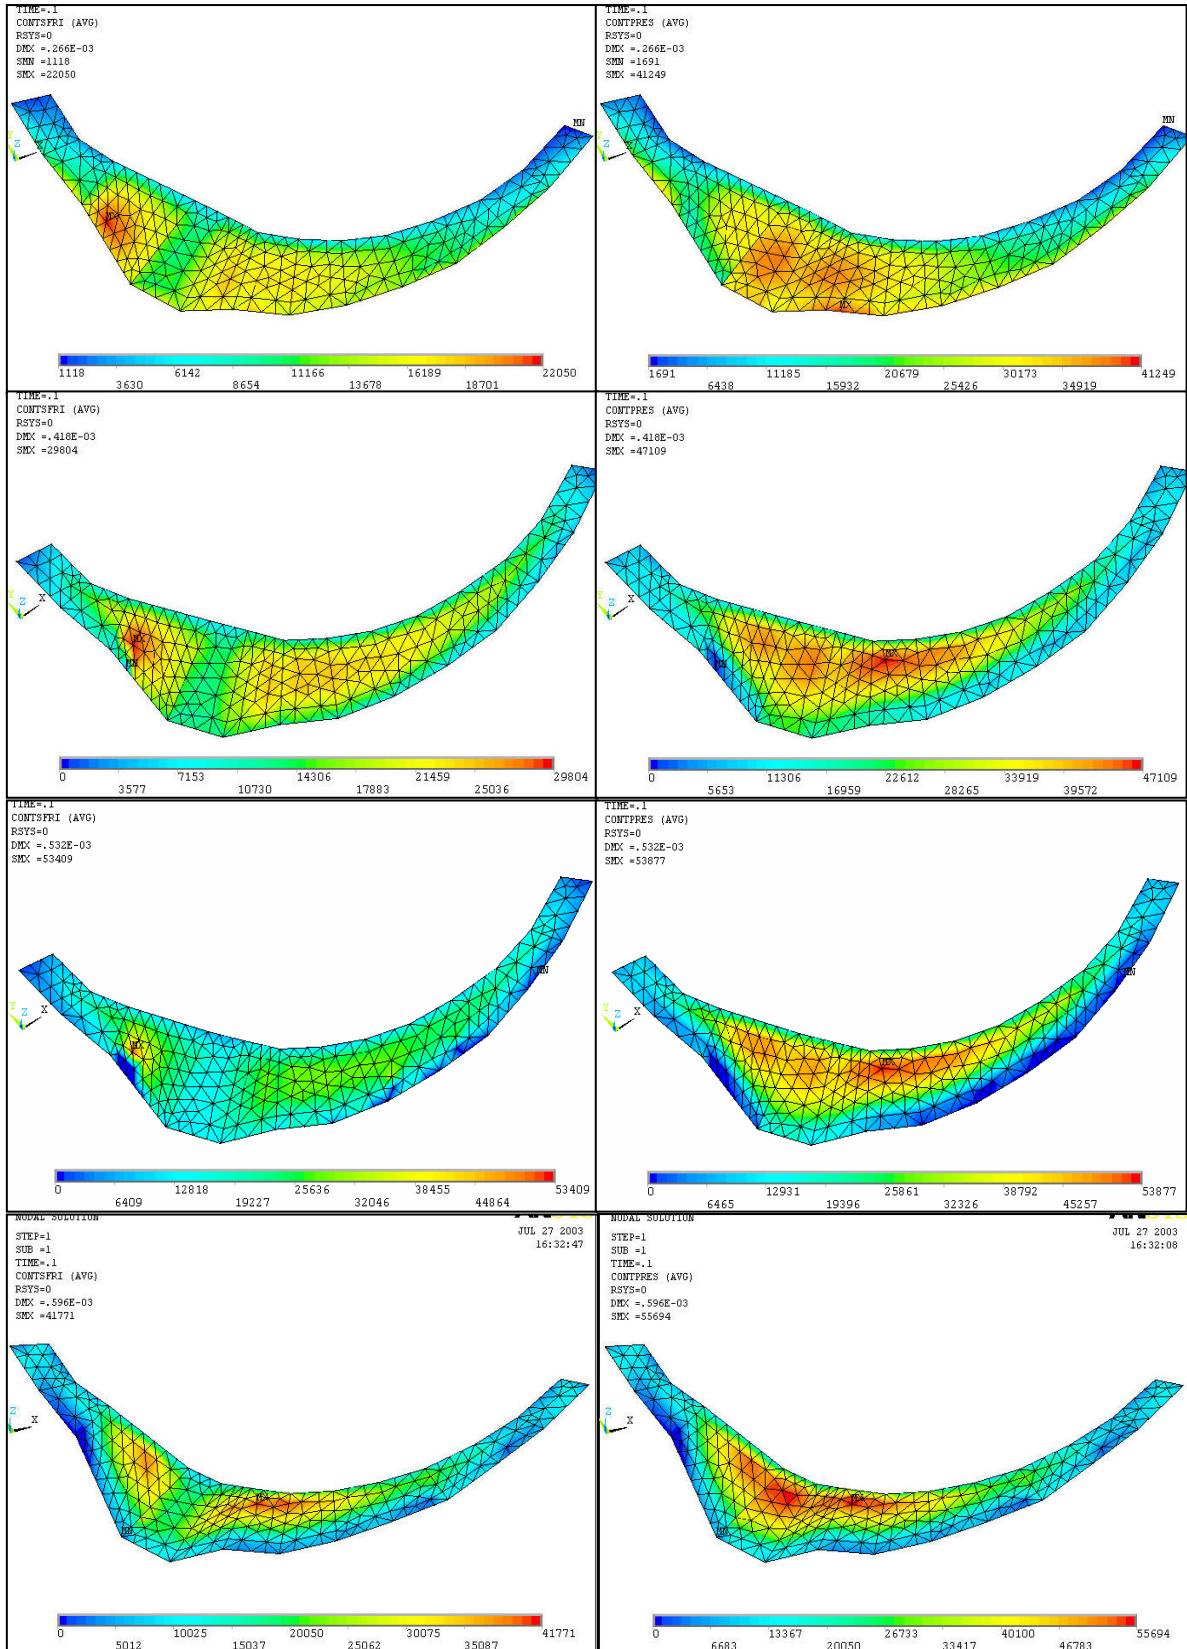 TIME=.1
CONTSFRI (AVG)
RSYS=0
DMX =.266E-03
SMN =1118
SMX =22050
MN
MX
Y
Z
X
1118 6142 11166 16189 22050
3630 8654 13678 18701
TIME=.1
CONTPRES (AVG)
RSYS=0
DMX =.266E-03
SMN =1691
SMX =41249
MN
MX
Y
Z
X
1691 11185 20679 30173 41249
6438 15932 25426 34919
TIME=.1
CONTSFRI (AVG)
RSYS=0
DMX =.418E-03
SMX =29804
MX
MN
Y
Z
X
0 7153 14306 21459 29804
3577 10730 17883 25036
TIME=.1
CONTPRES (AVG)
RSYS=0
DMX =.418E-03
SMX =47109
MX
MN
Y
Z
X
0 11306 22612 33919 47109
5653 16959 28265 39572
TIME=.1
CONTSFRI (AVG)
RSYS=0
DMX =.532E-03
SMX =53409
MN
MX
Y
Z
X
0 12818 25636 38455 53409
6409 19227 32046 44864
TIME=.1
CONTPRES (AVG)
RSYS=0
DMX =.532E-03
SMX =53877
MN
MX
Y
Z
X
0 12931 25861 38792 53877
6465 19396 32326 45257
NODAL SOLUTION
JUL 27 2003
16:32:47
STEP=1
SUB =1
TIME=.1
CONTSFRI (AVG)
RSYS=0
DMX =.596E-03
SMX =41771
Z
X
MX
MN
0 10025 20050 30075 41771
5012 15037 25062 35087
NODAL SOLUTION
JUL 27 2003
16:32:08
STEP=1
SUB =1
TIME=.1
CONTPRES (AVG)
RSYS=0
DMX =.596E-03
SMX =55694
Z
X
MX
MN
0 13367 26733 40100 55694
6683 20050 33417 46783